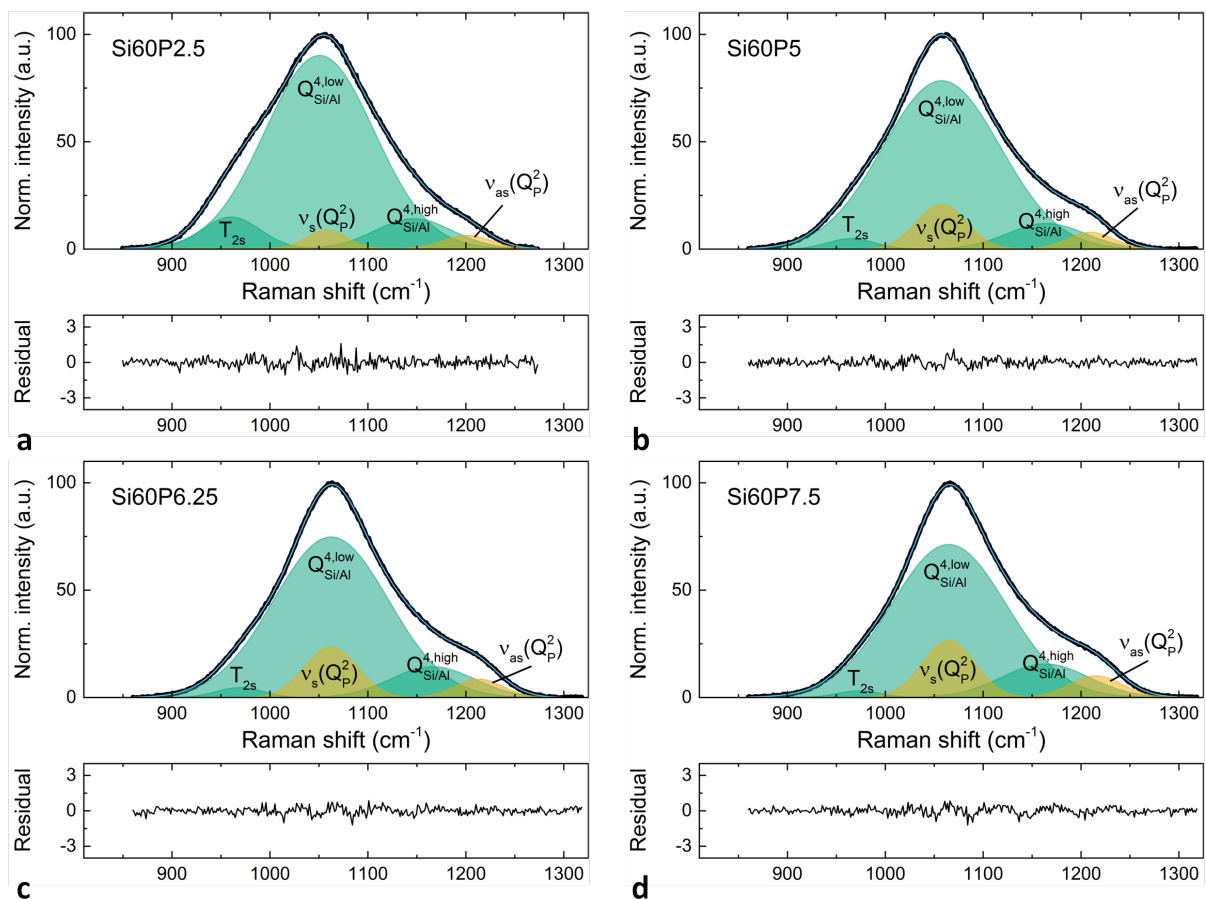 Si60P2.5
Norm. intensity (a.u.)
100
50
0
Q⁴,ˡᵒʷ Si/Al
T₂ₛ
νₛ(Q²P)
Q⁴,ʰⁱᵍʰ Si/Al
νas(Q²P)
900 1000 1100 1200 1300
Raman shift (cm⁻¹)
Residual
3
0
-3
900 1000 1100 1200 1300
a
Si60P5
Norm. intensity (a.u.)
100
50
0
Q⁴,ˡᵒʷ Si/Al
T₂ₛ
νₛ(Q²P)
Q⁴,ʰⁱᵍʰ Si/Al
νas(Q²P)
900 1000 1100 1200 1300
Raman shift (cm⁻¹)
Residual
3
0
-3
900 1000 1100 1200 1300
b
Si60P6.25
Norm. intensity (a.u.)
100
50
0
Q⁴,ˡᵒʷ Si/Al
T₂ₛ
νₛ(Q²P)
Q⁴,ʰⁱᵍʰ Si/Al
νas(Q²P)
900 1000 1100 1200 1300
Raman shift (cm⁻¹)
Residual
3
0
-3
900 1000 1100 1200 1300
c
Si60P7.5
Norm. intensity (a.u.)
100
50
0
Q⁴,ˡᵒʷ Si/Al
T₂ₛ
νₛ(Q²P)
Q⁴,ʰⁱᵍʰ Si/Al
νas(Q²P)
900 1000 1100 1200 1300
Raman shift (cm⁻¹)
Residual
3
0
-3
900 1000 1100 1200 1300
d